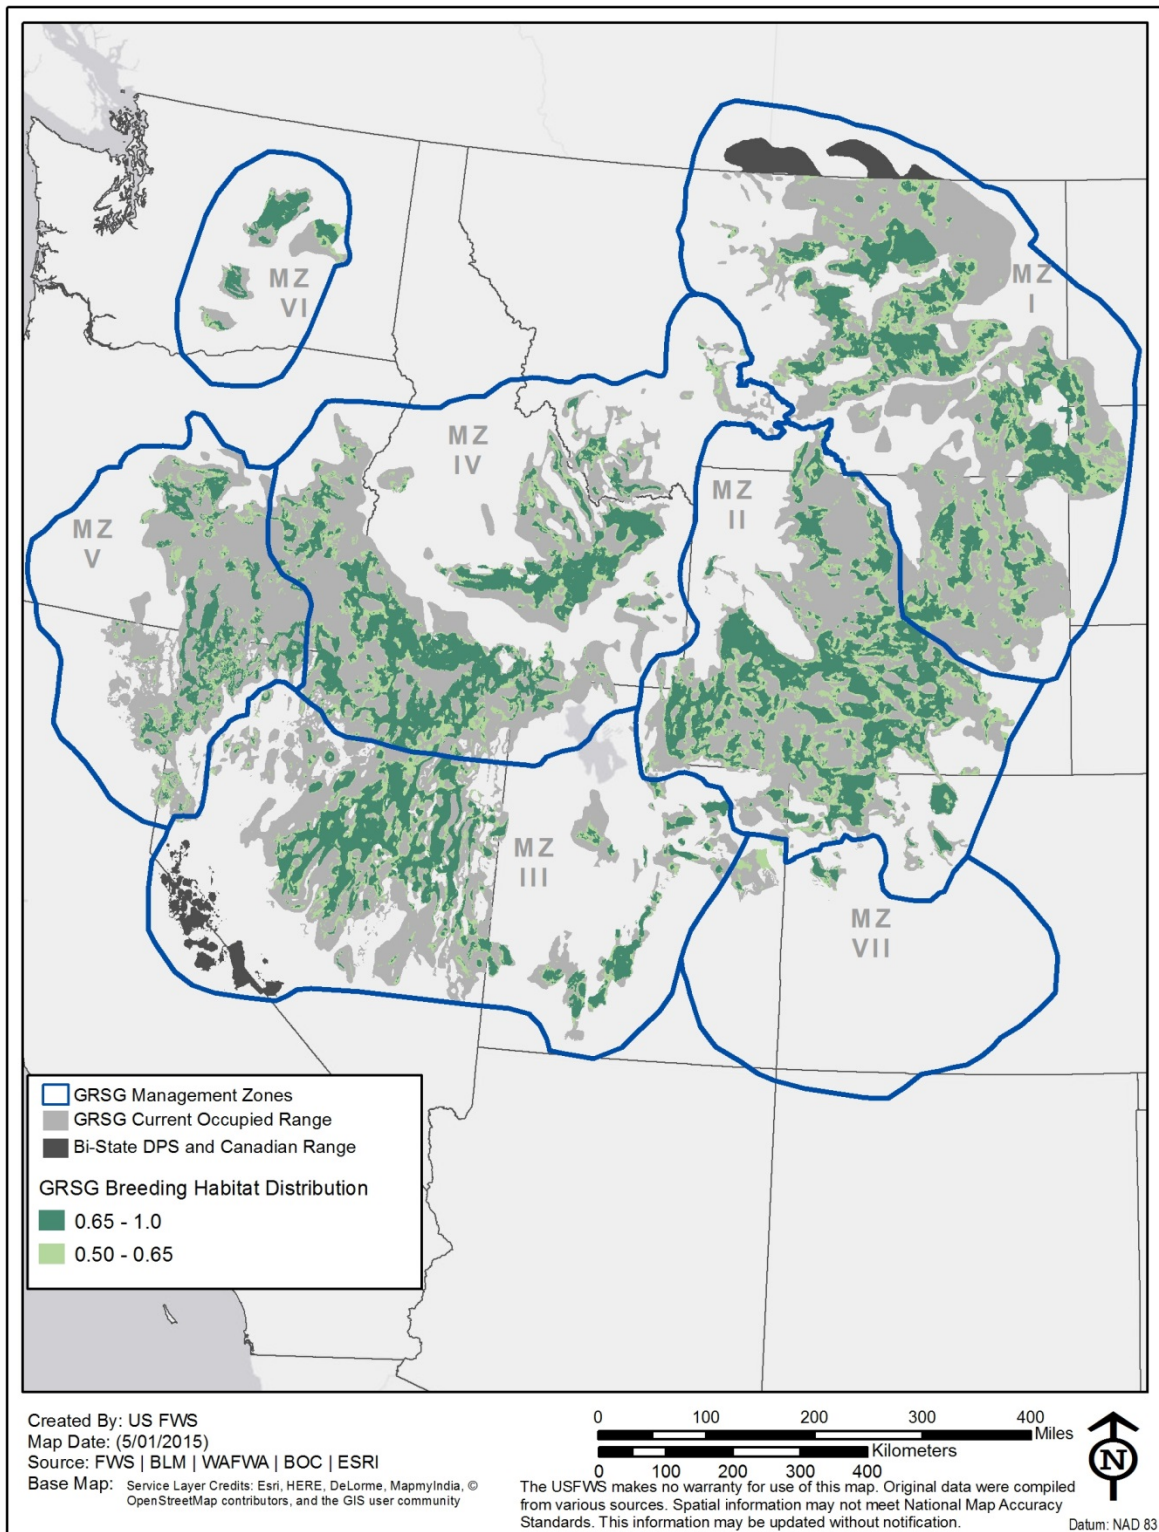 MZ
VI
MZ
I
MZ
IV
MZ
II
MZ
V
MZ
III
MZ
VII
GRSG Management Zones
GRSG Current Occupied Range
Bi-State DPS and Canadian Range
GRSG Breeding Habitat Distribution
0.65 - 1.0
0.50 - 0.65
Created By: US FWS
Map Date: (5/01/2015)
Source: FWS | BLM | WAFWA | BOC | ESRI
Base Map: Service Layer Credits: Esri, HERE, DeLorme, MapmyIndia, ©
OpenStreetMap contributors, and the GIS user community
0 100 200 300 400
Miles
Kilometers
0 100 200 300 400
The USFWS makes no warranty for use of this map. Original data were compiled
from various sources. Spatial information may not meet National Map Accuracy
Standards. This information may be updated without notification.
N
Datum: NAD 83